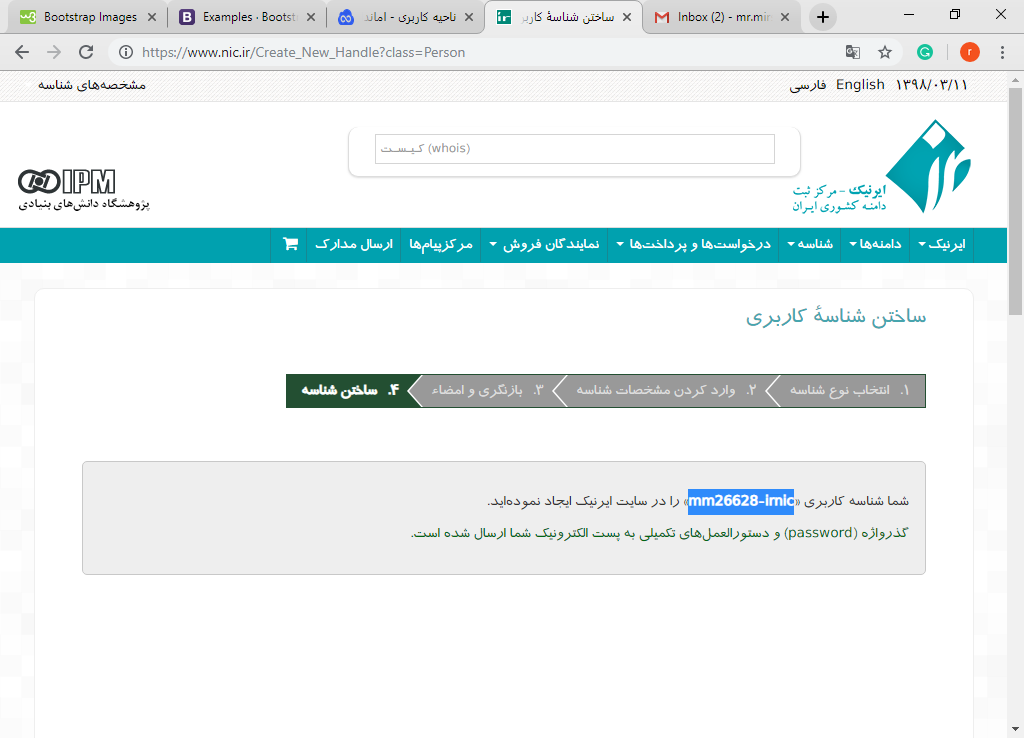 Bootstrap Images
Examples · Bootst
ناحیه کاربری - اماند
ساختن شناسهٔ کاربر
Inbox (2) - mr.mir
https://www.nic.ir/Create_New_Handle?class=Person
۱۳۹۸/۰۳/۱۱ English فارسی
مشخصه‌های شناسه
کـیـسـت (whois)
ایرنیک - مرکز ثبت
دامنه کشوری ایران
IPM
پژوهشگاه دانش‌های بنیادی
ایرنیک دامنه‌ها شناسه درخواست‌ها و پرداخت‌ها نمایندگان فروش مرکزپیام‌ها ارسال مدارک
ساختن شناسهٔ کاربری
۱. انتخاب نوع شناسه ۲. وارد کردن مشخصات شناسه ۳. بازنگری و امضاء ۴. ساختن شناسه
شما شناسه کاربری «mm26628-irnic» را در سایت ایرنیک ایجاد نموده‌اید.
گذرواژه (password) و دستورالعمل‌های تکمیلی به پست الکترونیک شما ارسال شده است.